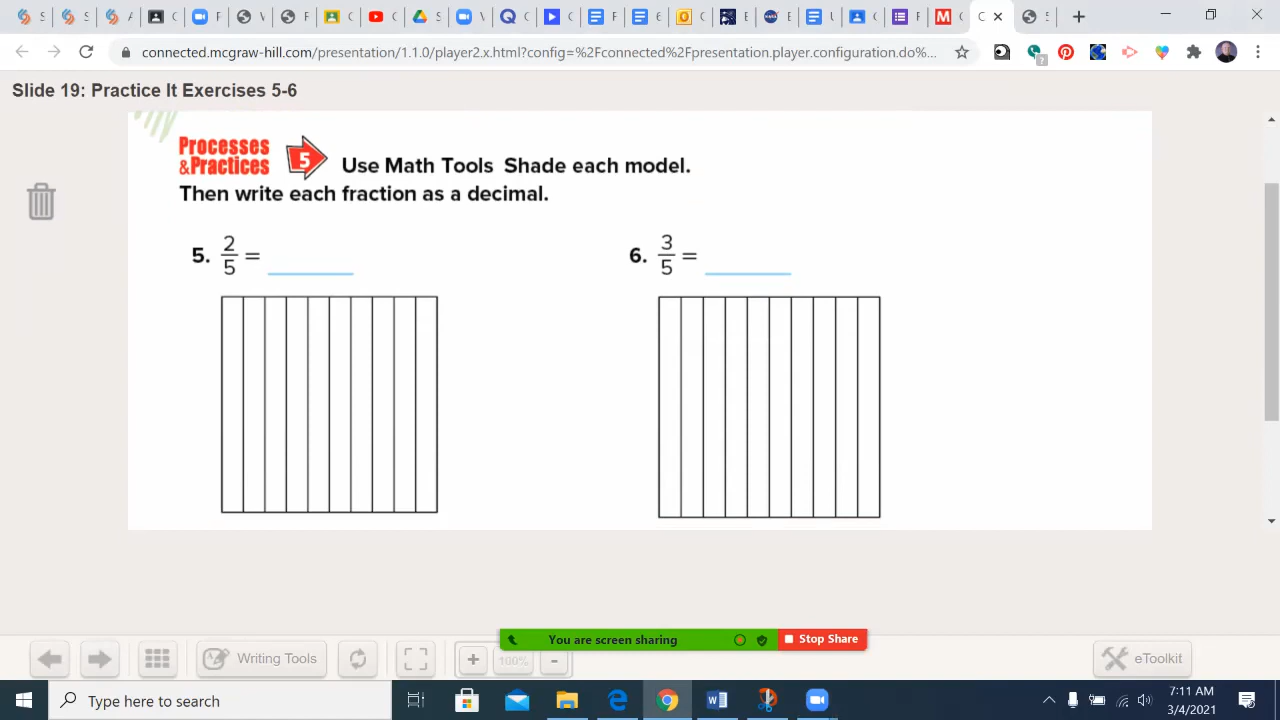 connected.mcgraw-hill.com/presentation/1.1.0/player2.x.html?config=%2Fconnected%2Fpresentation.player.configuration.do%...
Slide 19: Practice It Exercises 5-6
Processes
&Practices
5
Use Math Tools Shade each model.
Then write each fraction as a decimal.
5. 2/5 =
6. 3/5 =
You are screen sharing
Stop Share
Writing Tools
100%
eToolkit
Type here to search
7:11 AM
3/4/2021